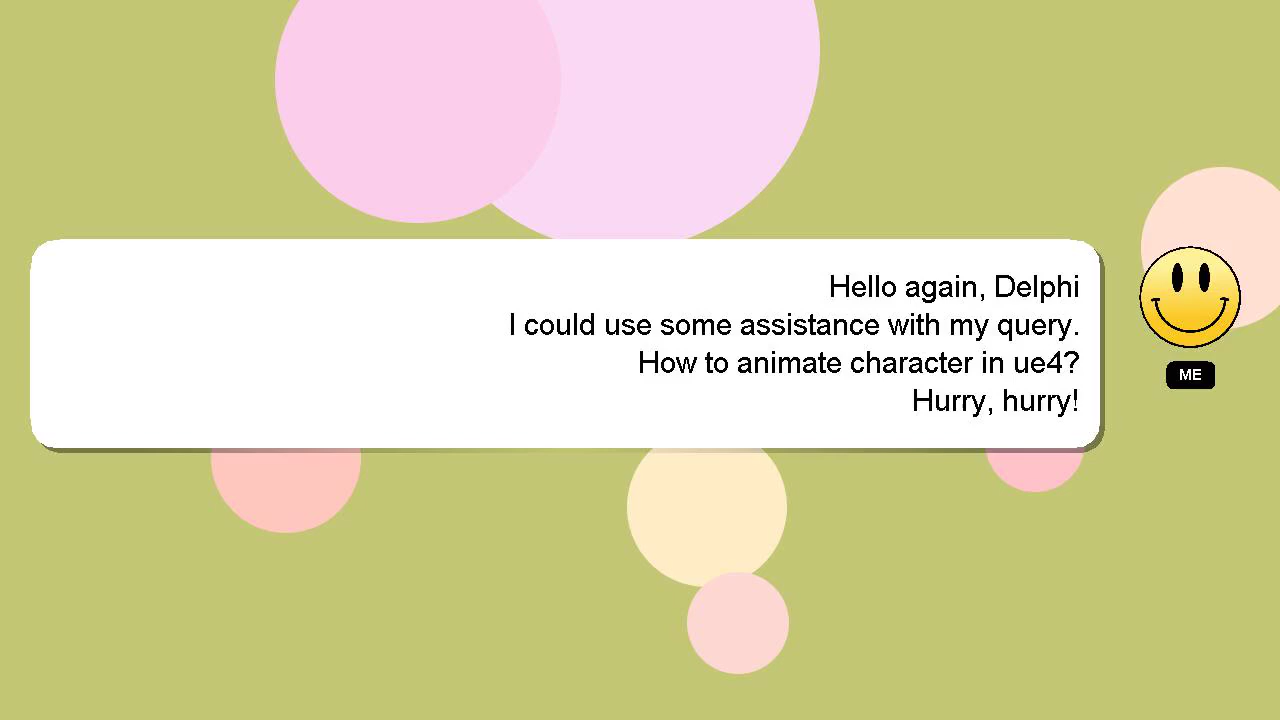 Hello again, Delphi
I could use some assistance with my query.
How to animate character in ue4?
Hurry, hurry!
ME